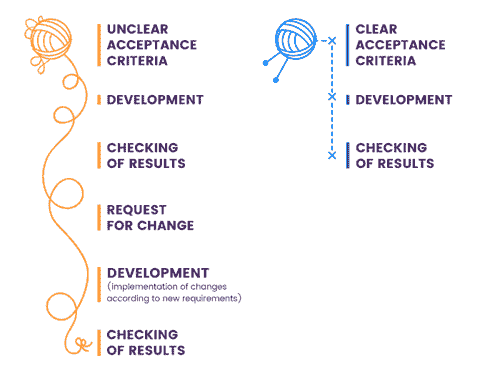 UNCLEAR
ACCEPTANCE
CRITERIA
DEVELOPMENT
CHECKING
OF RESULTS
REQUEST
FOR CHANGE
DEVELOPMENT
(implementation of changes
according to new requirements)
CHECKING
OF RESULTS
CLEAR
ACCEPTANCE
CRITERIA
DEVELOPMENT
CHECKING
OF RESULTS